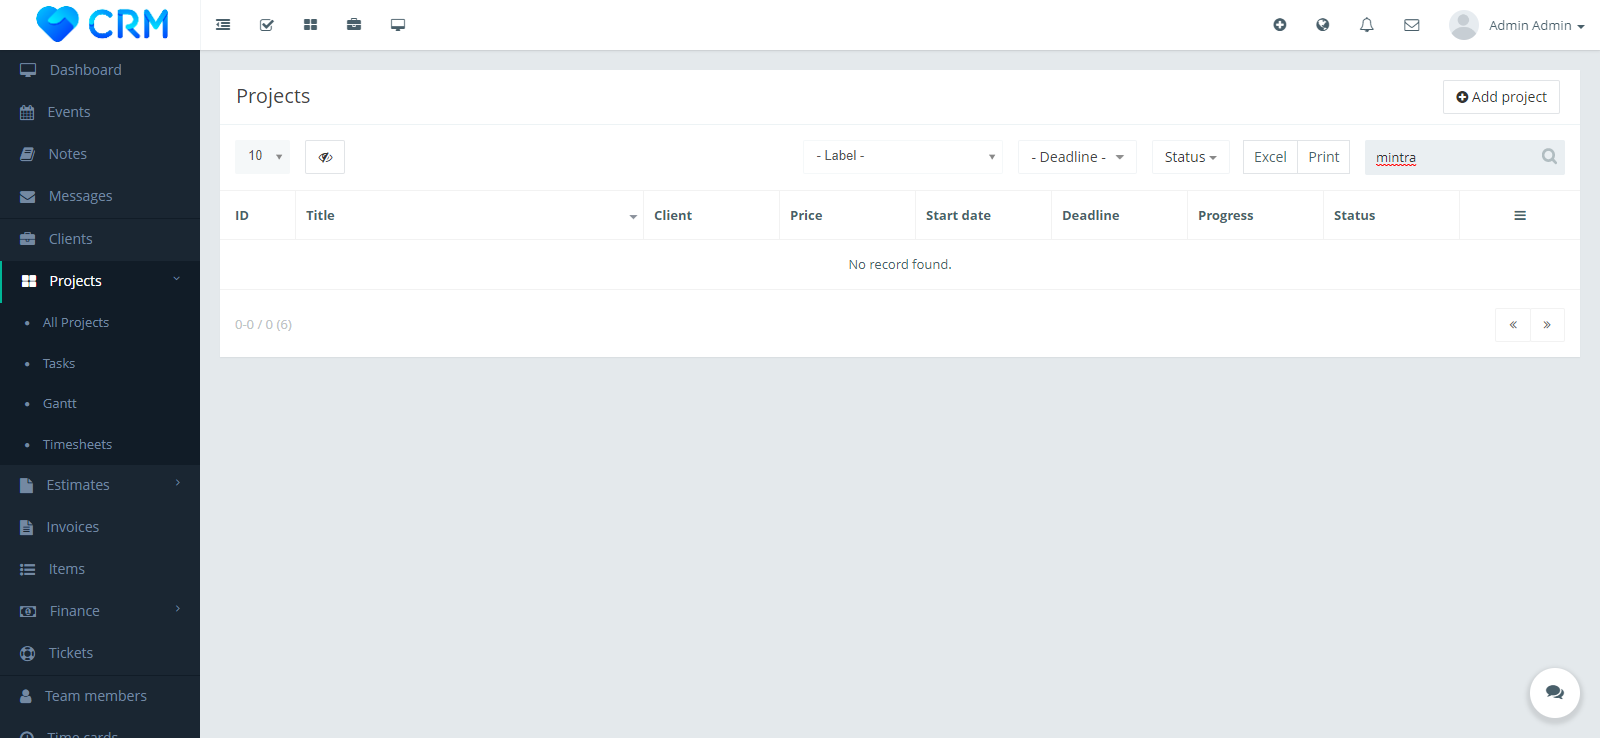 CRM
Admin Admin
Dashboard
Events
Notes
Messages
Clients
Projects
All Projects
Tasks
Gantt
Timesheets
Estimates
Invoices
Items
Finance
Tickets
Team members
Time cards
Projects
Add project
10
- Label -
- Deadline -
Status
Excel
Print
mintra
ID Title Client Price Start date Deadline Progress Status
No record found.
0-0 / 0 (6)
« »